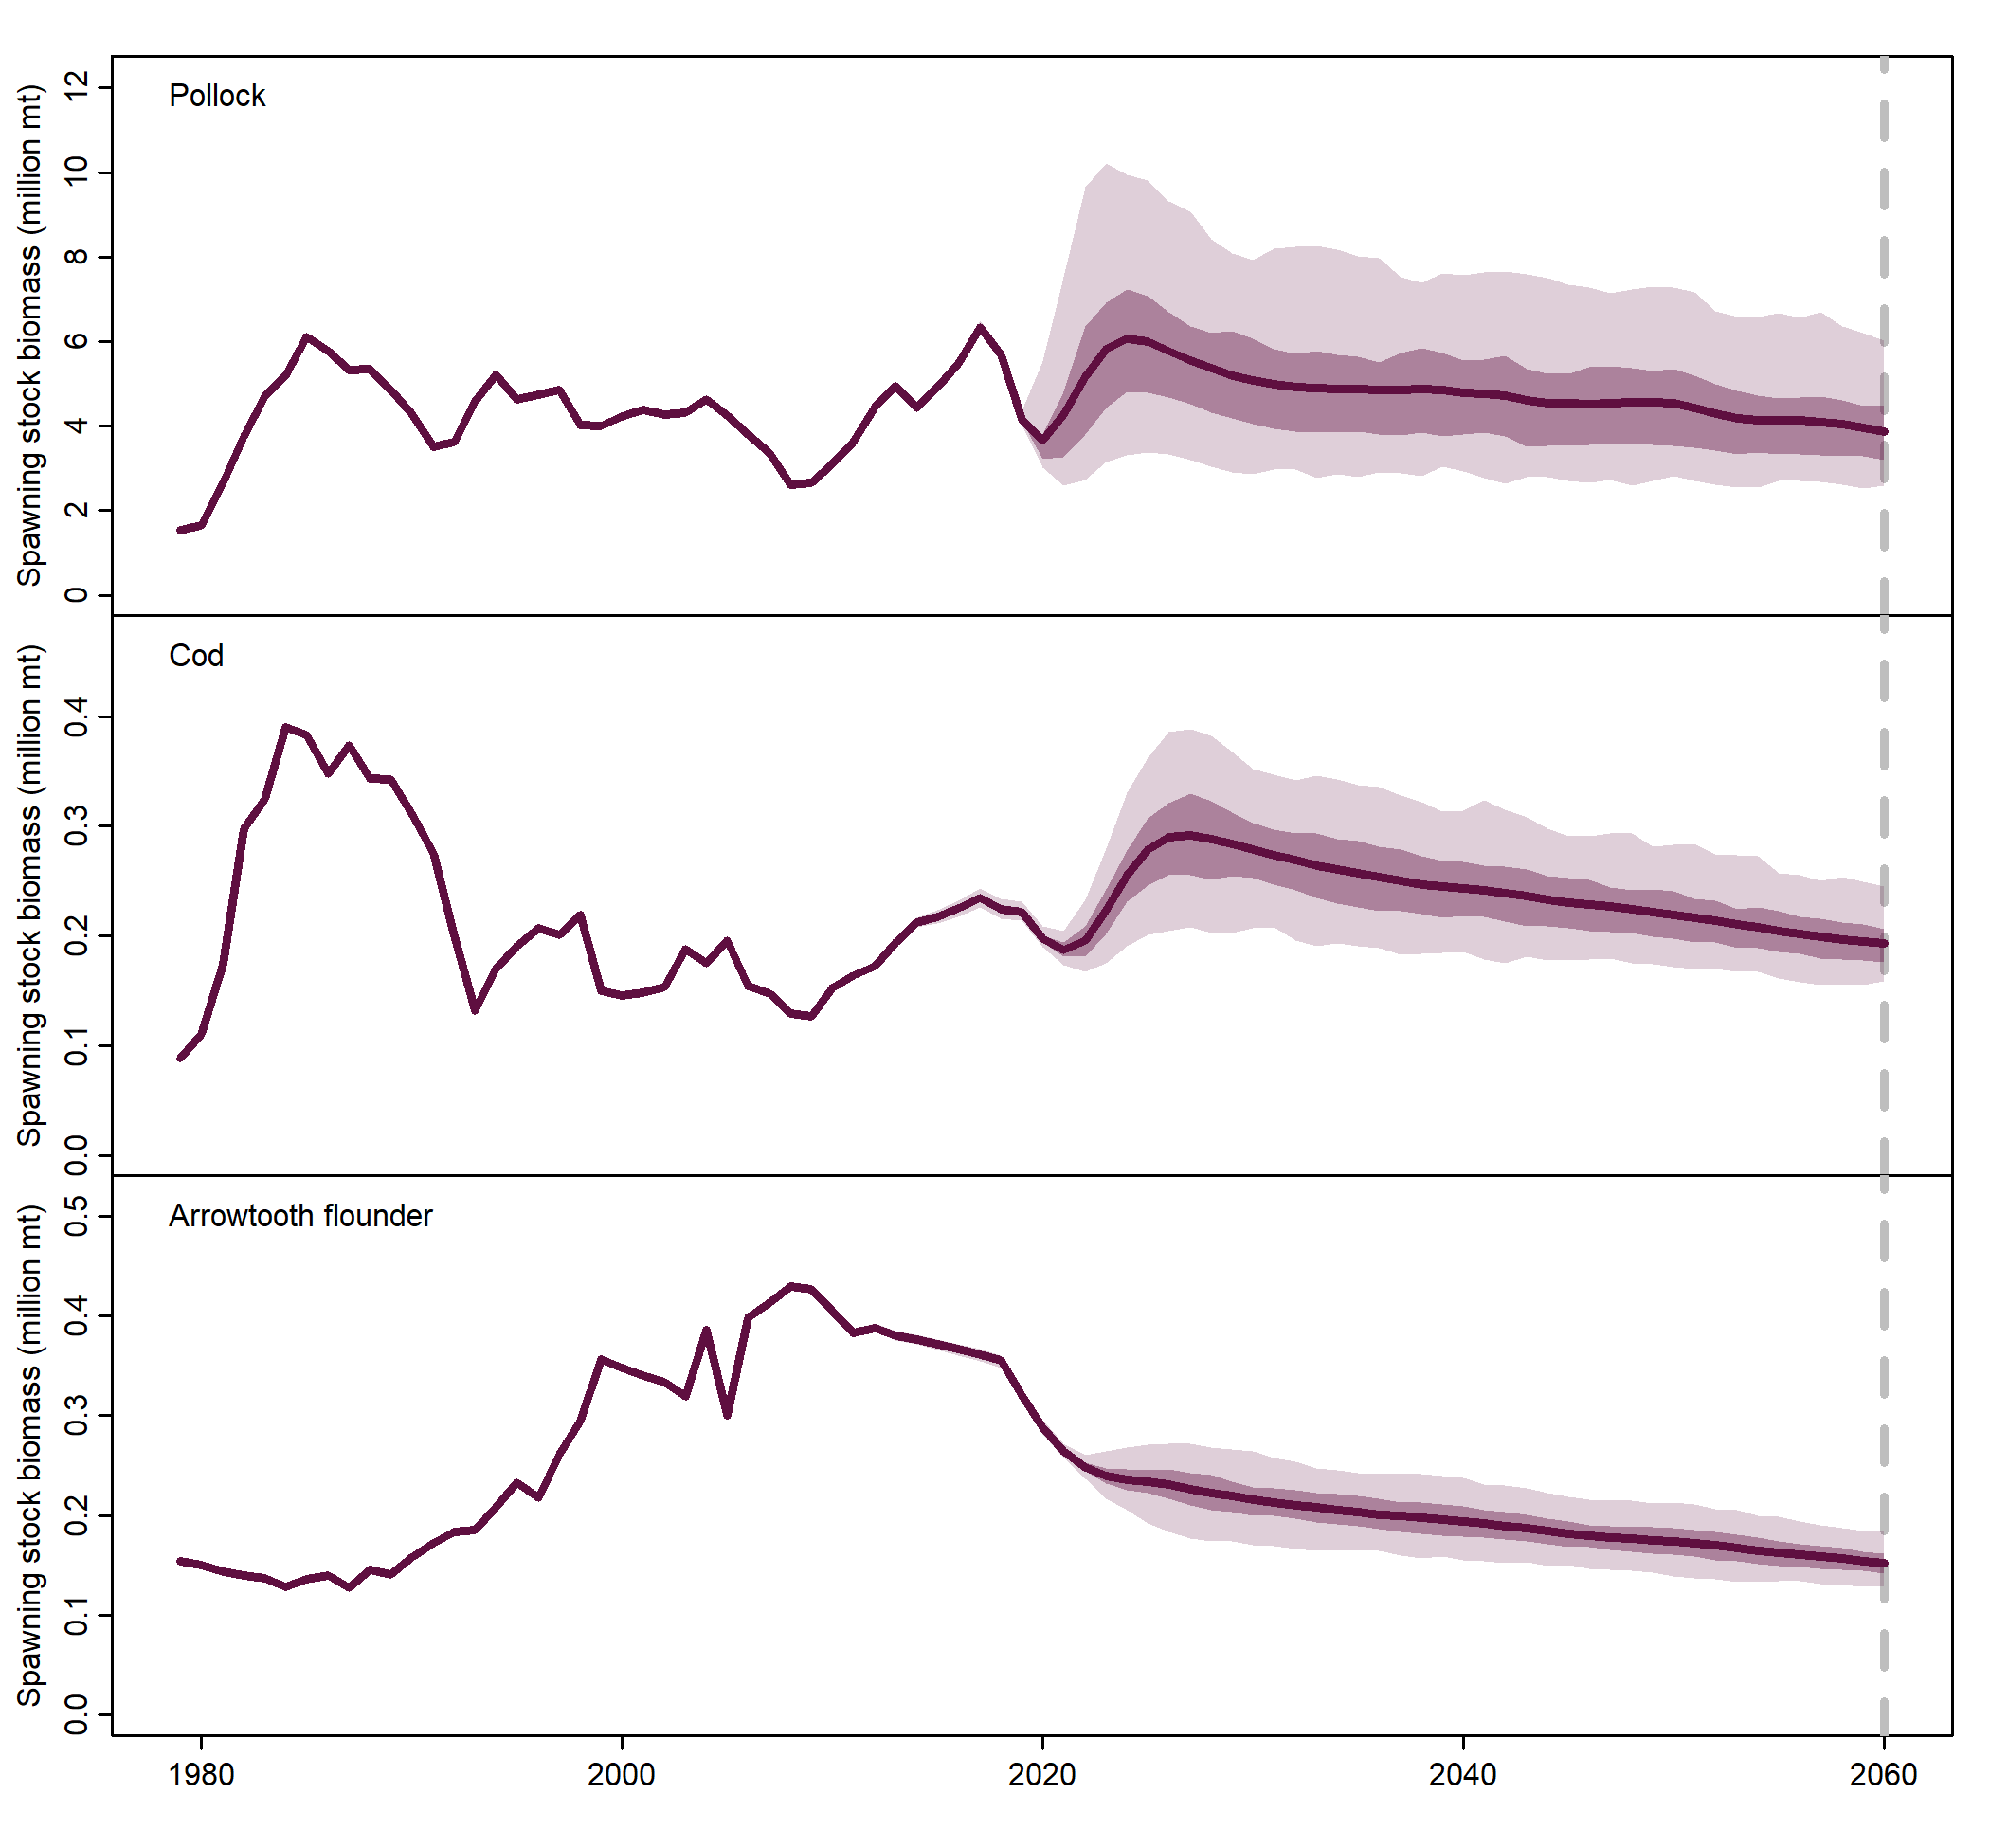 Pollock
Spawning stock biomass (million mt)
12
10
8
6
4
2
0
Cod
Spawning stock biomass (million mt)
0.4
0.3
0.2
0.1
0.0
Arrowtooth flounder
Spawning stock biomass (million mt)
0.5
0.4
0.3
0.2
0.1
0.0
1980 2000 2020 2040 2060